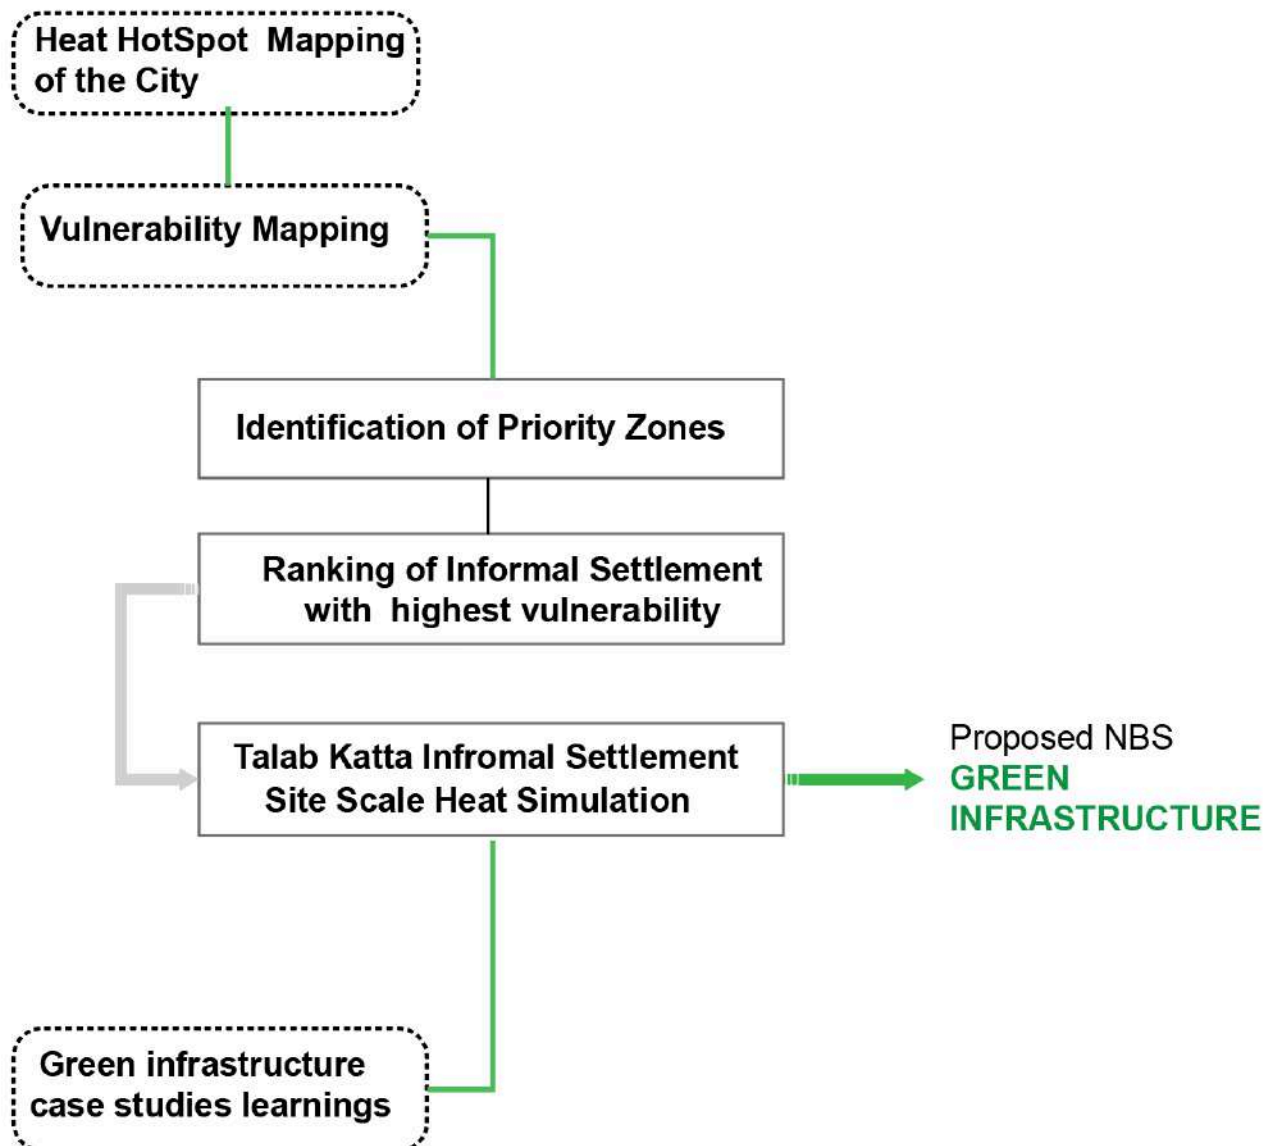 Heat HotSpot Mapping
of the City
Vulnerability Mapping
Identification of Priority Zones
Ranking of Informal Settlement
with highest vulnerability
Talab Katta Infromal Settlement
Site Scale Heat Simulation
Proposed NBS
GREEN
INFRASTRUCTURE
Green infrastructure
case studies learnings